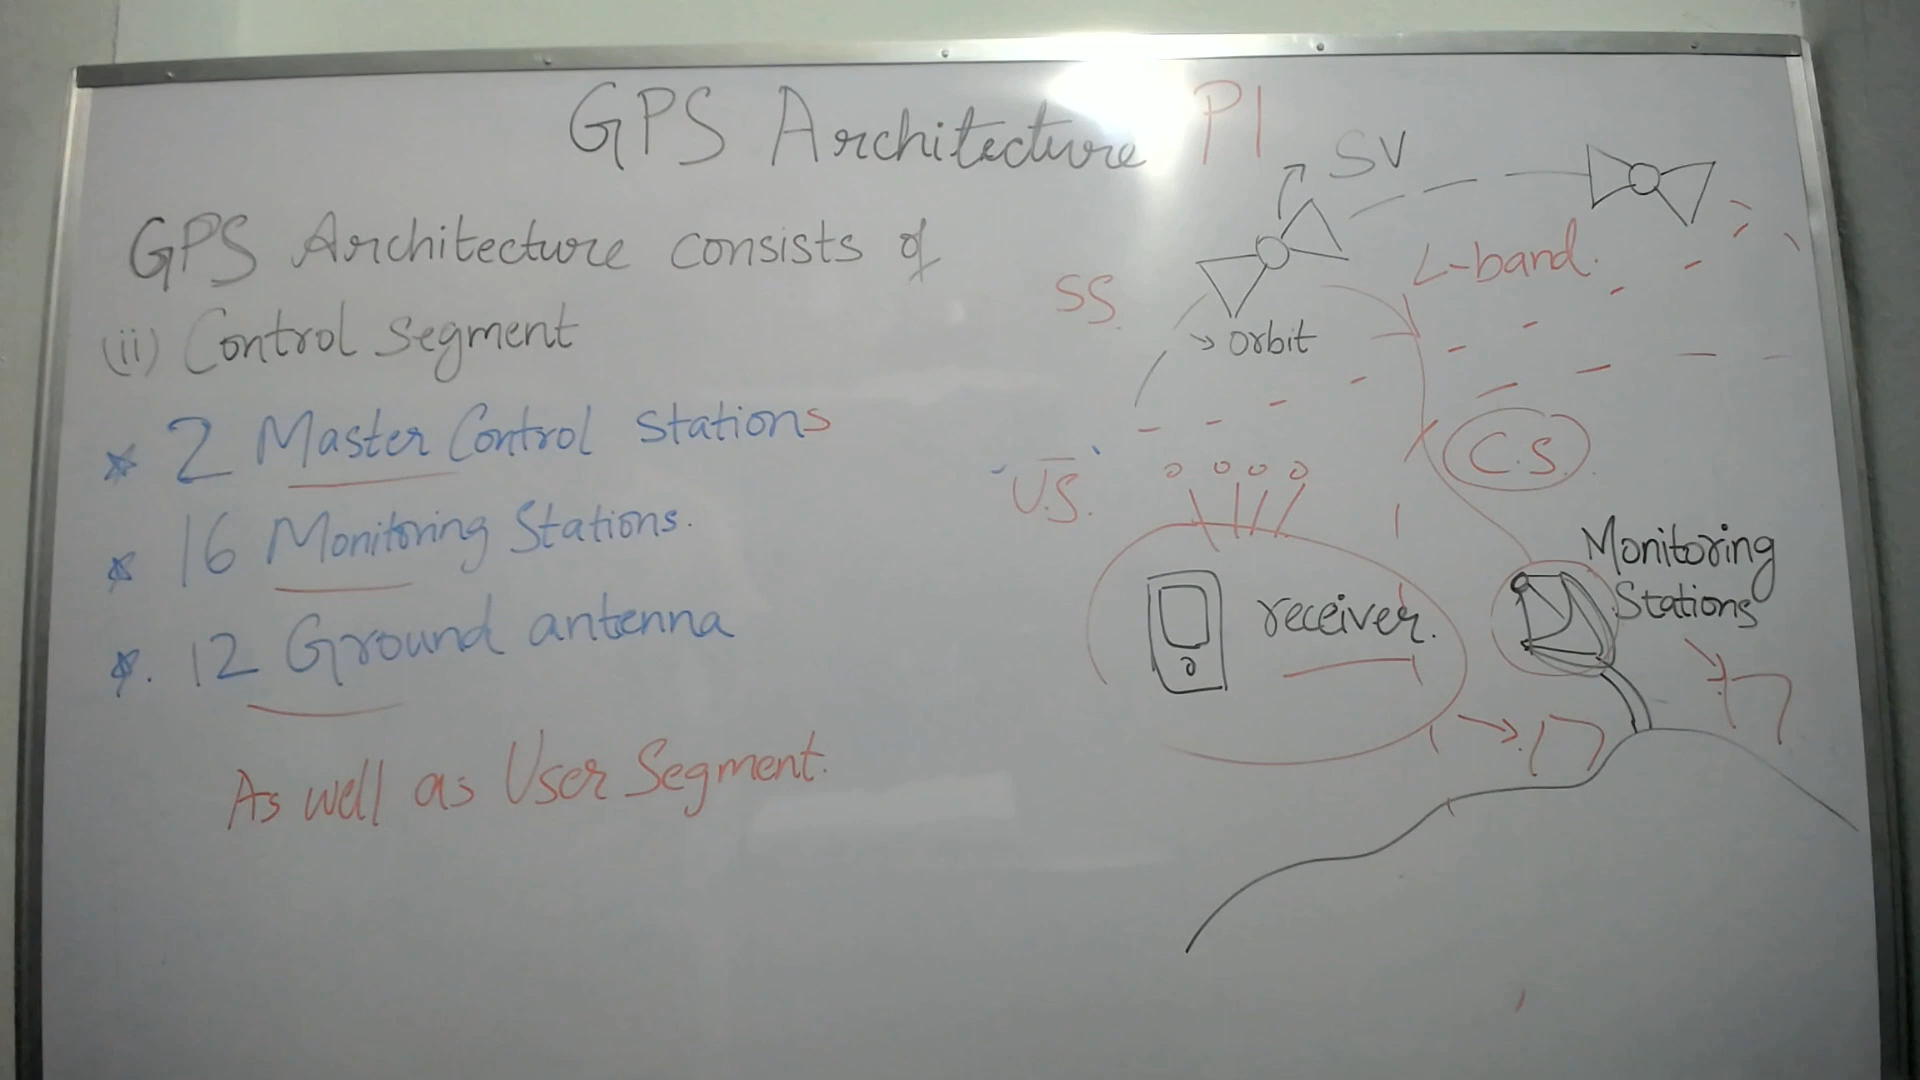 GPS Architecture P1
GPS Architecture consists of
(ii) Control Segment
* 2 Master Control Stations
* 16 Monitoring Stations.
*. 12 Ground antenna
As well as User Segment.
SV
L-band.
SS.
→ orbit
C.S.
U.S.
Monitoring
Stations
receiver.